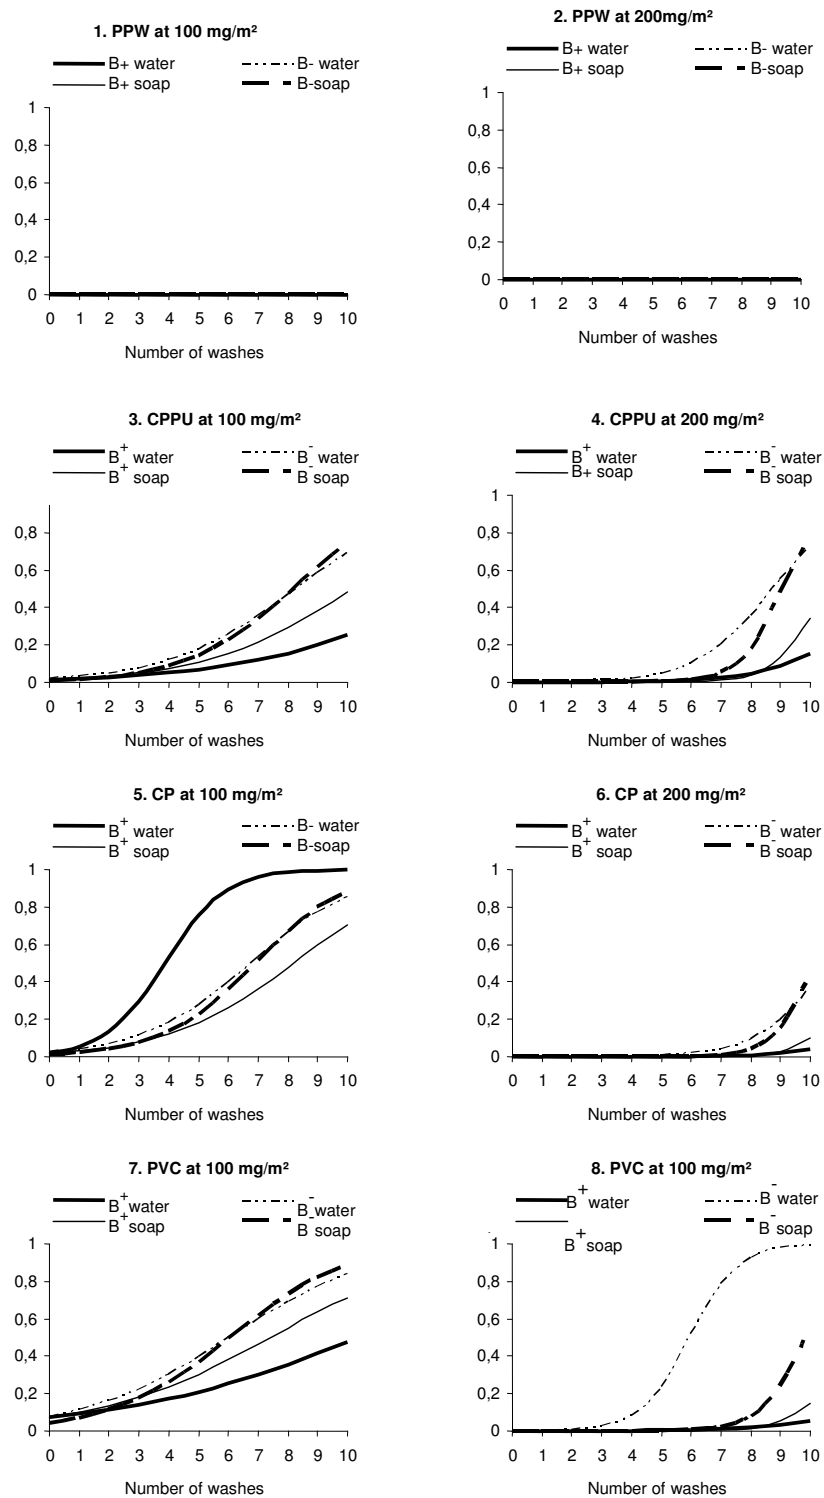 1. PPW at 100 mg/m²
B+ water B- water
B+ soap B-soap
1
0,8
0,6
0,4
0,2
0
0 1 2 3 4 5 6 7 8 9 10
Number of washes
2. PPW at 200mg/m²
B+ water B- water
B+ soap B-soap
1
0,8
0,6
0,4
0,2
0
0 1 2 3 4 5 6 7 8 9 10
Number of washes
3. CPPU at 100 mg/m²
B⁺ water B⁻ water
B⁺ soap B⁻ soap
0,8
0,6
0,4
0,2
0
0 1 2 3 4 5 6 7 8 9 10
Number of washes
4. CPPU at 200 mg/m²
B⁺ water B⁻ water
B+ soap B⁻ soap
1
0,8
0,6
0,4
0,2
0
0 1 2 3 4 5 6 7 8 9 10
Number of washes
5. CP at 100 mg/m²
B⁺ water B- water
B⁺ soap B-soap
1
0,8
0,6
0,4
0,2
0
0 1 2 3 4 5 6 7 8 9 10
Number of washes
6. CP at 200 mg/m²
B⁺ water B⁻ water
B⁺ soap B⁻ soap
1
0,8
0,6
0,4
0,2
0
0 1 2 3 4 5 6 7 8 9 10
Number of washes
7. PVC at 100 mg/m²
B⁺ water B⁻ water
B⁺ soap B⁻ soap
1
0,8
0,6
0,4
0,2
0
0 1 2 3 4 5 6 7 8 9 10
Number of washes
8. PVC at 100 mg/m²
B⁺ water B⁻ water
B⁺ soap B⁻ soap
1
0,8
0,6
0,4
0,2
0
0 1 2 3 4 5 6 7 8 9 10
Number of washes